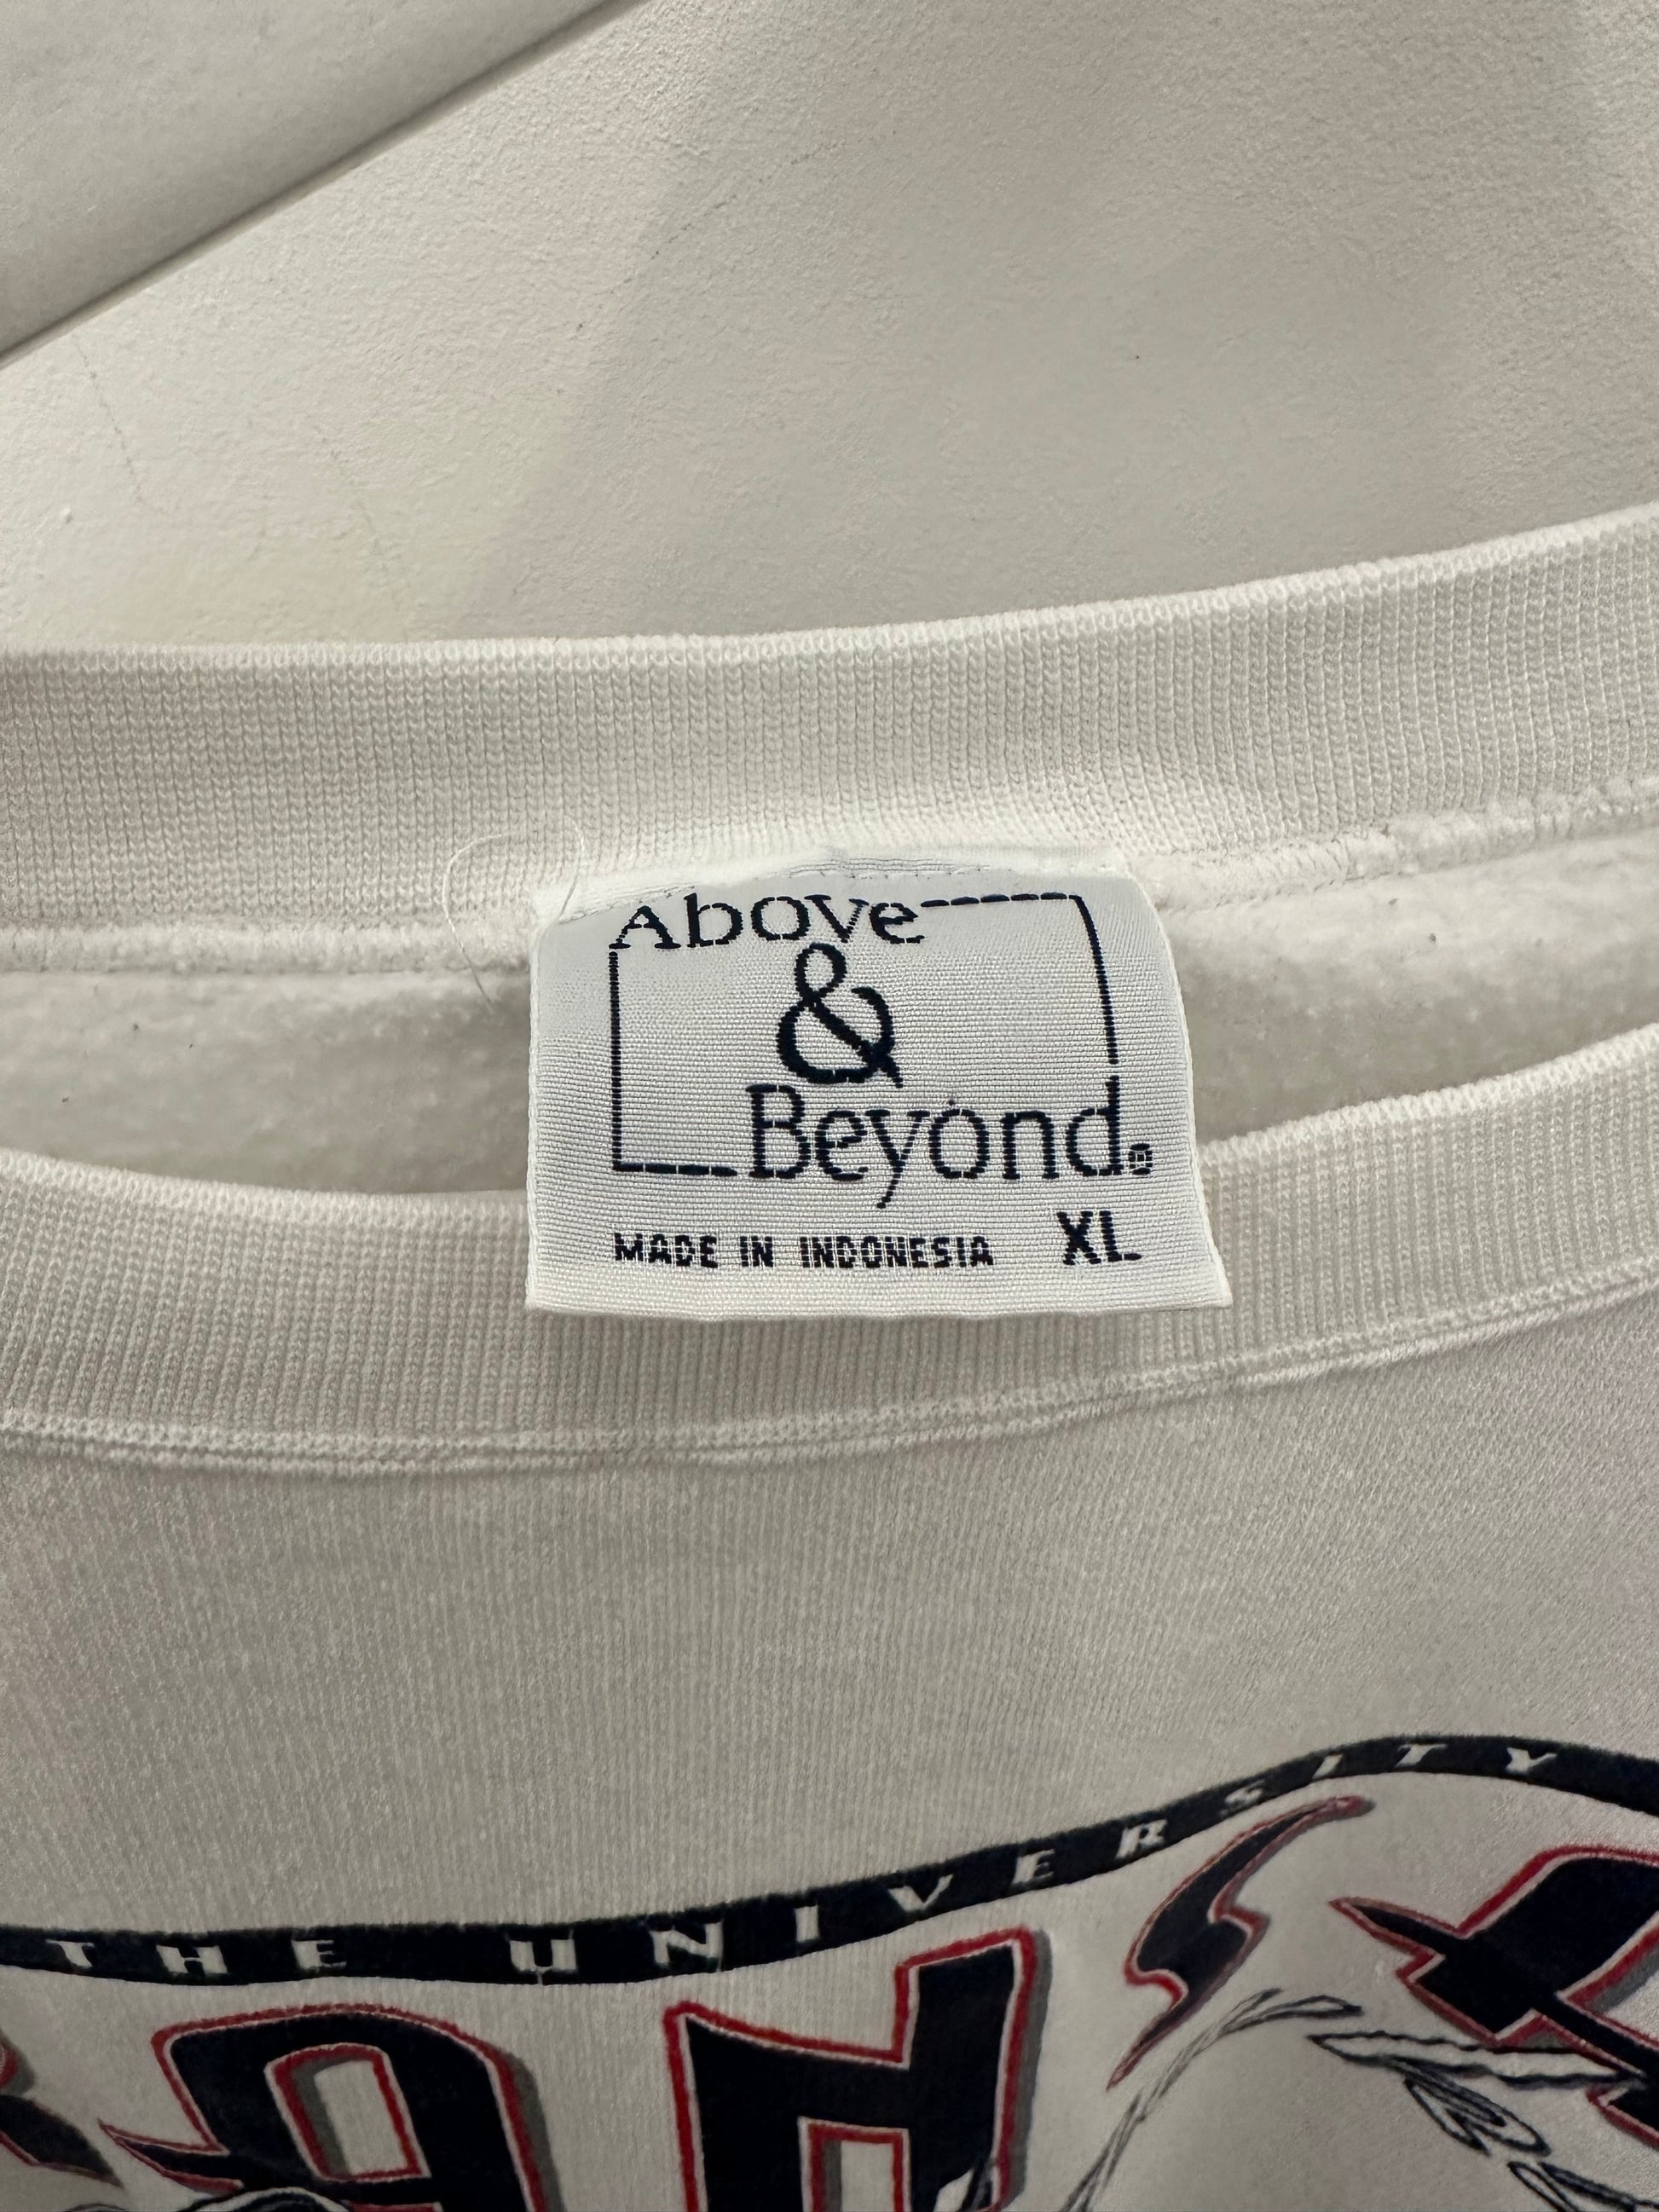 Above
&
Beyond®
MADE IN INDONESIA XL
THE UNIVERSITY